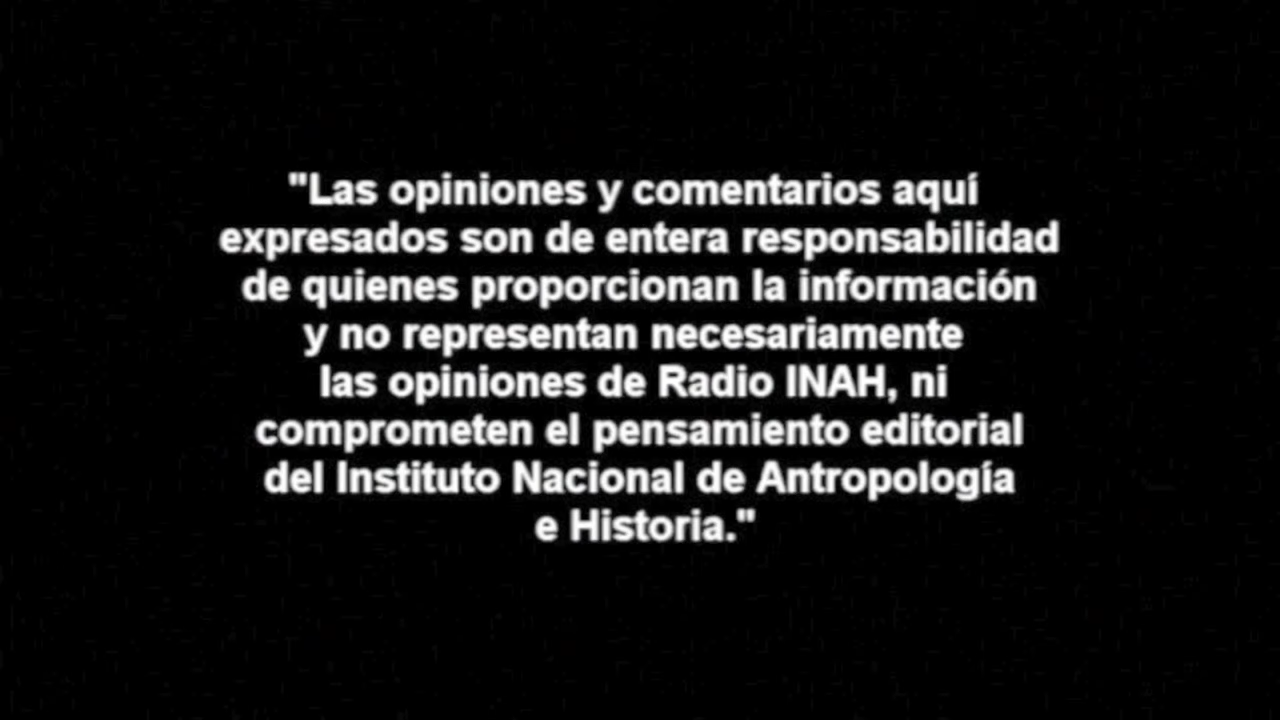 "Las opiniones y comentarios aquí
expresados son de entera responsabilidad
de quienes proporcionan la información
y no representan necesariamente
las opiniones de Radio INAH, ni
comprometen el pensamiento editorial
del Instituto Nacional de Antropología
e Historia."